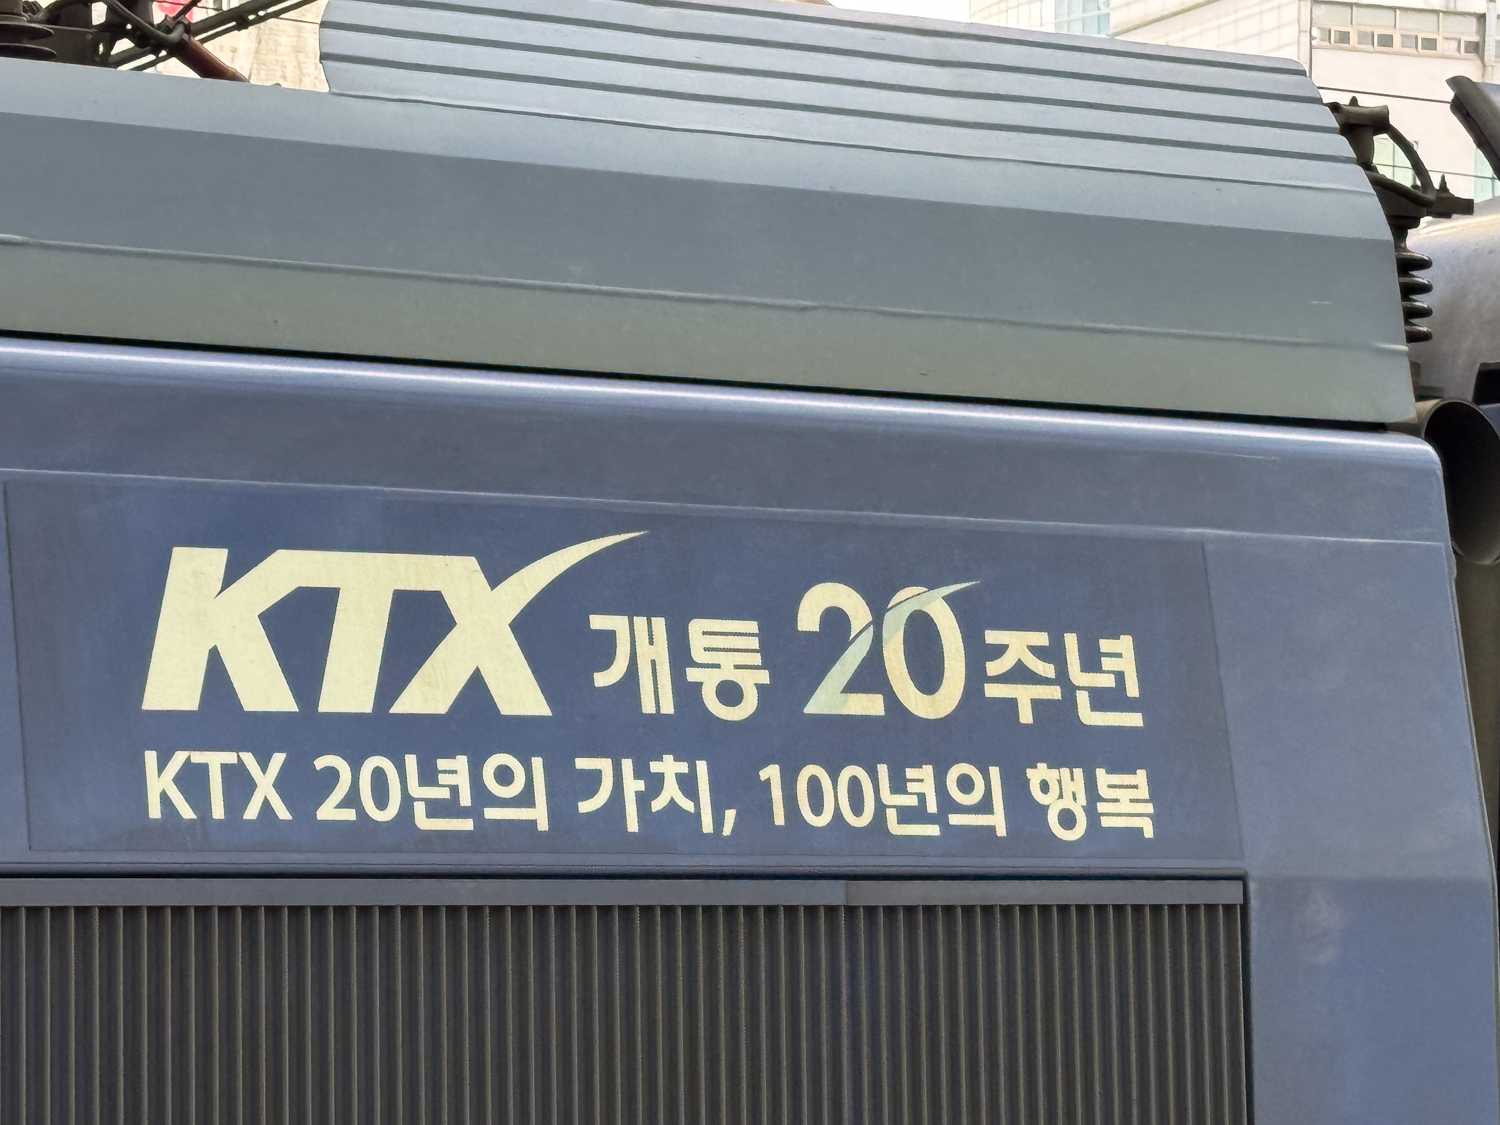 KTX 개통 20주년
KTX 20년의 가치, 100년의 행복